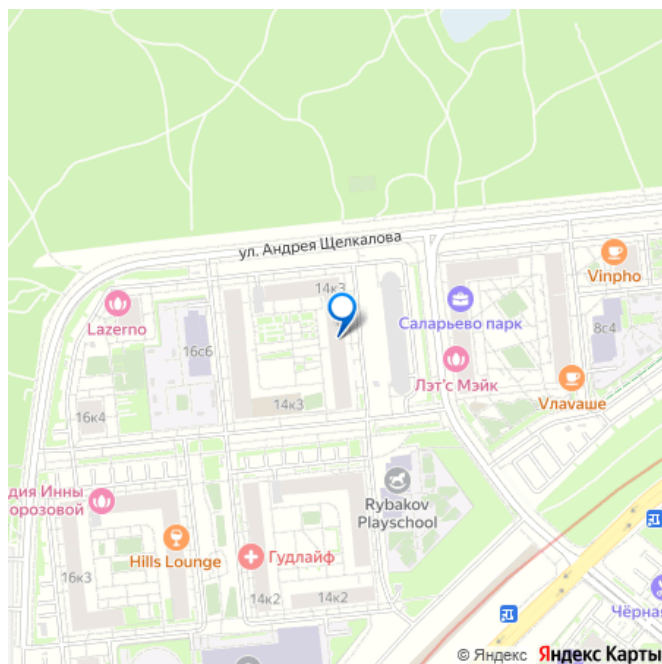 ул. Андрея Щелкалова
Vinpho
14к3
Lazerno
Саларьево парк
8с4
16с6
Лэт'с Мэйк
Vлаваше
14к3
16к4
дия Инны
орозовой
Rybakov
Playschool
Hills Lounge
Гудлайф
16к3
14к2
14к2
Чёрная
© Яндекс Яндекс Карты